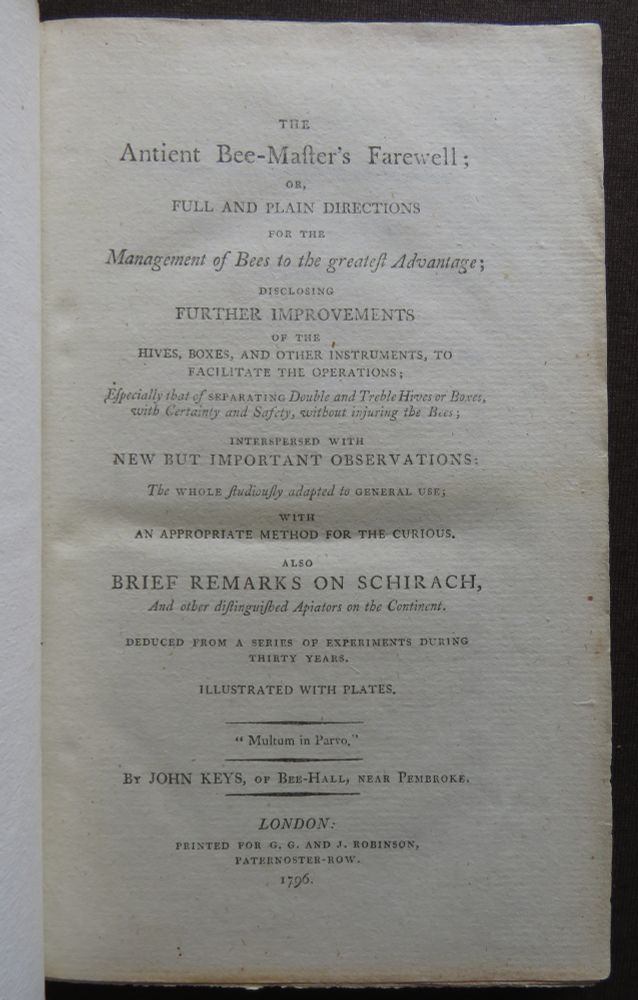 THE
Antient Bee-Maſter's Farewell;
OR,
FULL AND PLAIN DIRECTIONS
FOR THE
Management of Bees to the greateſt Advantage;
DISCLOSING
FURTHER IMPROVEMENTS
OF THE
HIVES, BOXES, AND OTHER INSTRUMENTS, TO
FACILITATE THE OPERATIONS;
Eſpecially that of SEPARATING Double and Treble Hives or Boxes,
with Certainty and Safety, without injuring the Bees;
INTERSPERSED WITH
NEW BUT IMPORTANT OBSERVATIONS:
The WHOLE ſtudiouſly adapted to GENERAL USE;
WITH
AN APPROPRIATE METHOD FOR THE CURIOUS.
ALSO
BRIEF REMARKS ON SCHIRACH,
And other diſtinguiſhed Apiators on the Continent.
DEDUCED FROM A SERIES OF EXPERIMENTS DURING
THIRTY YEARS.
ILLUSTRATED WITH PLATES.
"Multum in Parvo."
BY JOHN KEYS, OF BEE-HALL, NEAR PEMBROKE.
LONDON:
PRINTED FOR G. G. AND J. ROBINSON,
PATERNOSTER-ROW.
1796.